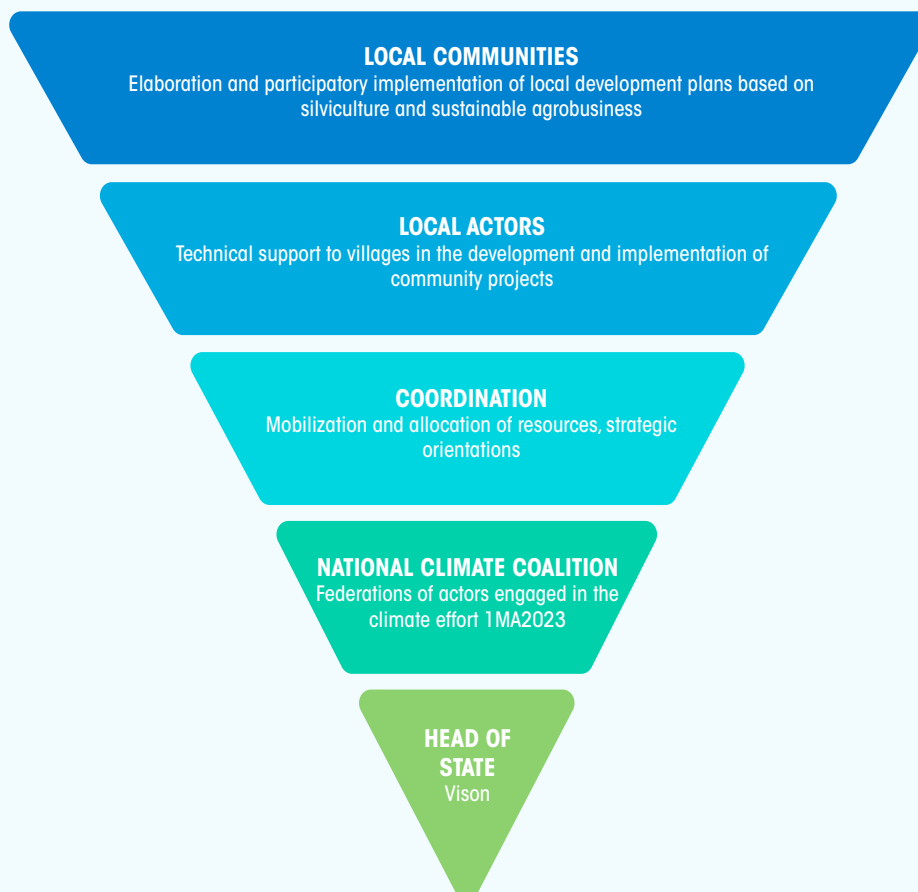 LOCAL COMMUNITIES
Elaboration and participatory implementation of local development plans based on
silviculture and sustainable agrobusiness
LOCAL ACTORS
Technical support to villages in the development and implementation of
community projects
COORDINATION
Mobilization and allocation of resources, strategic
orientations
NATIONAL CLIMATE COALITION
Federations of actors engaged in the
climate effort 1MA2023
HEAD OF
STATE
Vison